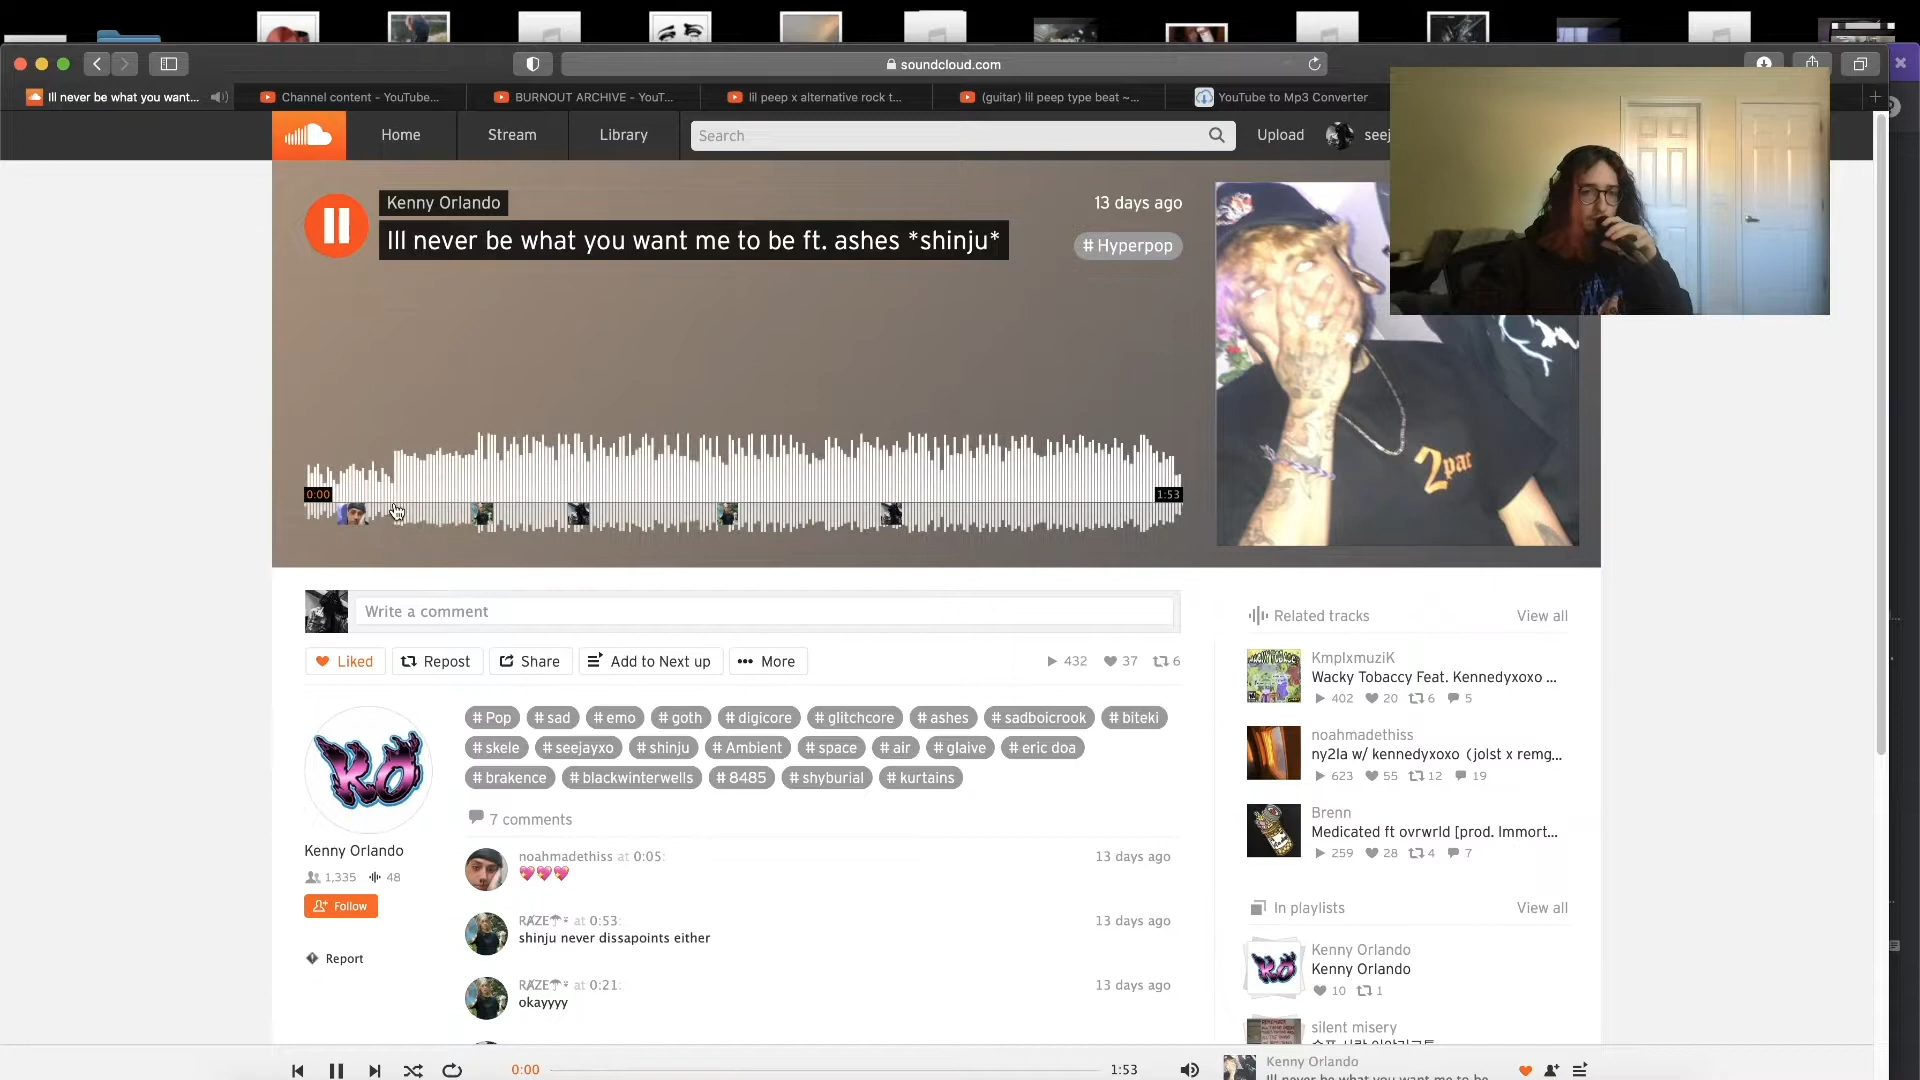 soundcloud.com
Ill never be what you want...
Channel content - YouTube...
BURNOUT ARCHIVE - YouT...
lil peep x alternative rock t...
(guitar) lil peep type beat ~...
YouTube to Mp3 Converter
Home
Stream
Library
Search
Upload
seej
Kenny Orlando
13 days ago
Ill never be what you want me to be ft. ashes *shinju*
# Hyperpop
2pac
0:00
1:53
Write a comment
Liked
Repost
Share
Add to Next up
More
432
37
6
# Pop # sad # emo # goth # digicore # glitchcore # ashes # sadboicrook # biteki
# skele # seejayxo # shinju # Ambient # space # air # glaive # eric doa
# brakence # blackwinterwells # 8485 # shyburial # kurtains
KO
Kenny Orlando
1,335 48
Follow
Report
7 comments
noahmadethiss at 0:05:
13 days ago
💖💖💖
RAZE☂ at 0:53:
13 days ago
shinju never dissapoints either
RAZE☂ at 0:21:
13 days ago
okayyyy
Related tracks
View all
KmplxmuziK
Wacky Tobaccy Feat. Kennedyxoxo ...
402 20 6 5
noahmadethiss
ny2la w/ kennedyxoxo (jolst x remg...
623 55 12 19
Brenn
Medicated ft ovrwrld [prod. Immort...
259 28 4 7
In playlists
View all
KO
Kenny Orlando
Kenny Orlando
10 1
silent misery
0:00
1:53
Kenny Orlando
Ill never be what you want me to be